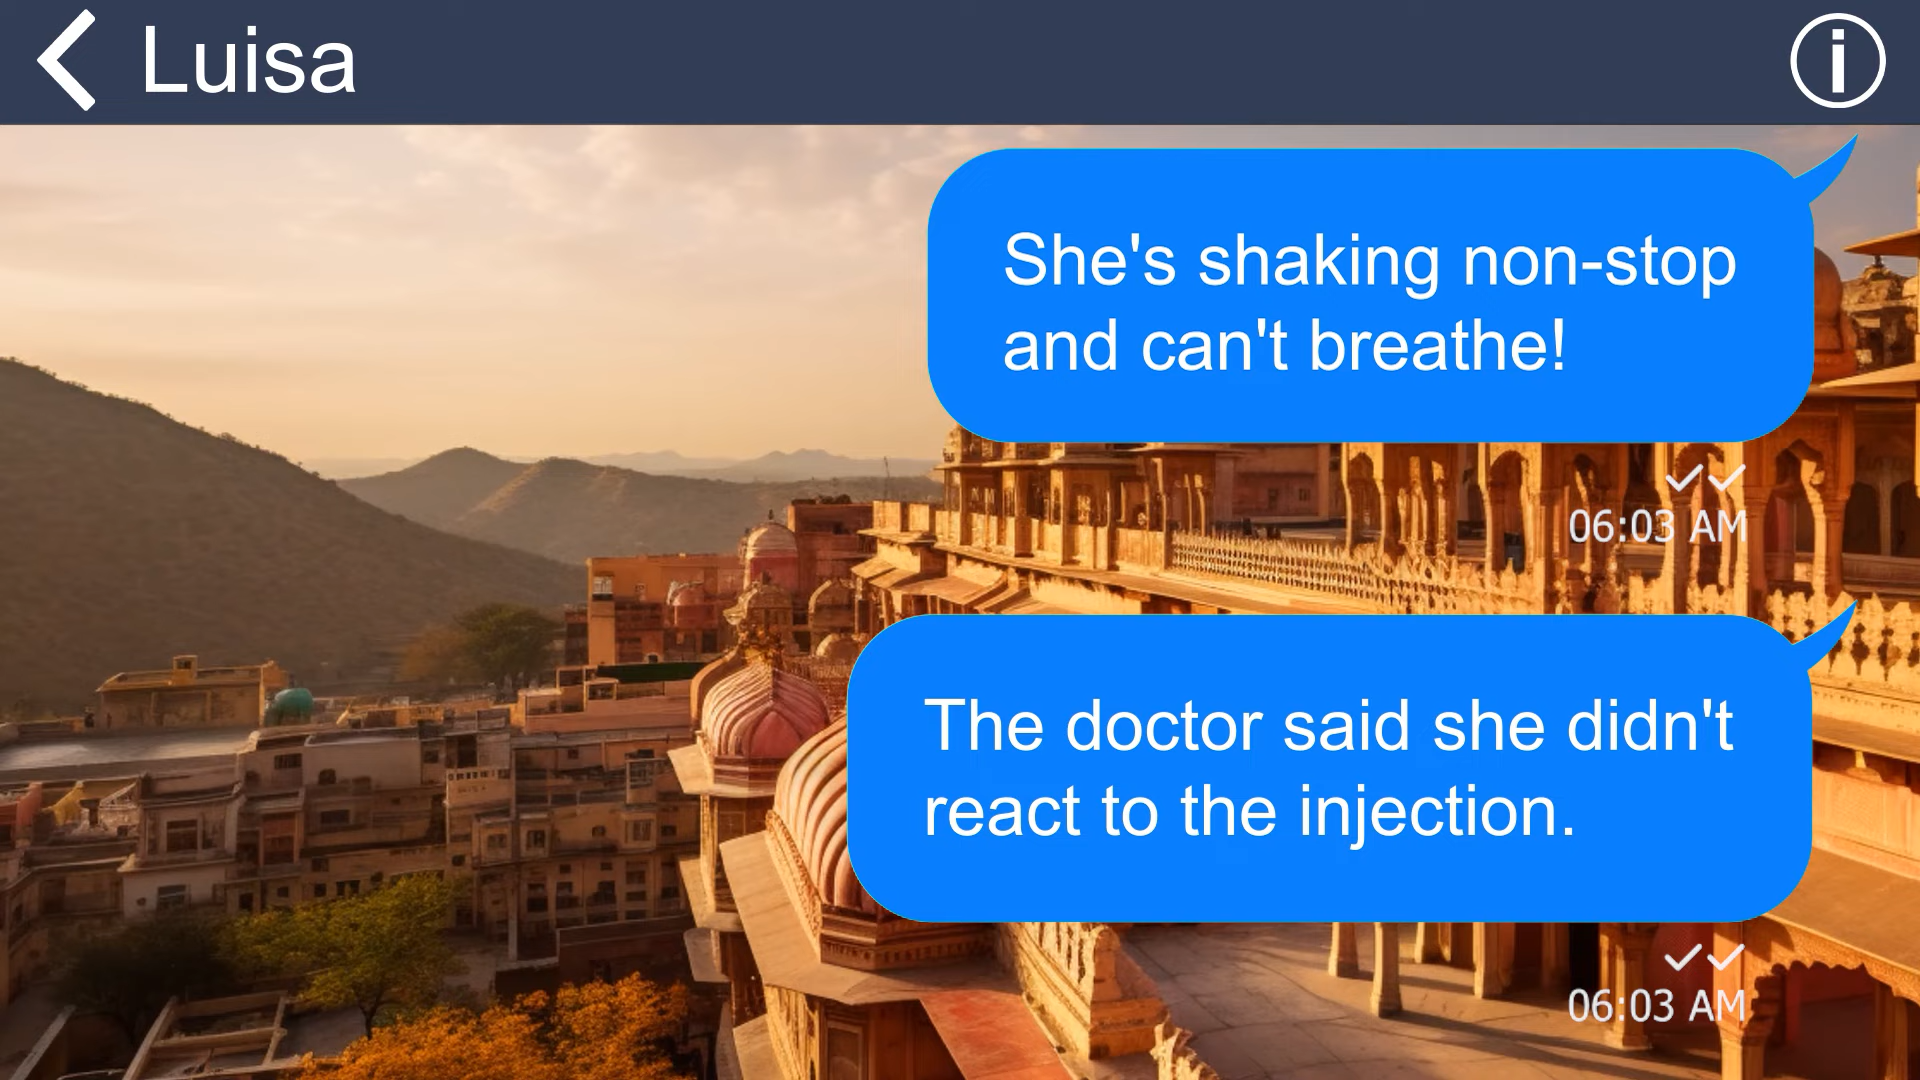 Luisa
She's shaking non-stop
and can't breathe!
06:03 AM
The doctor said she didn't
react to the injection.
06:03 AM